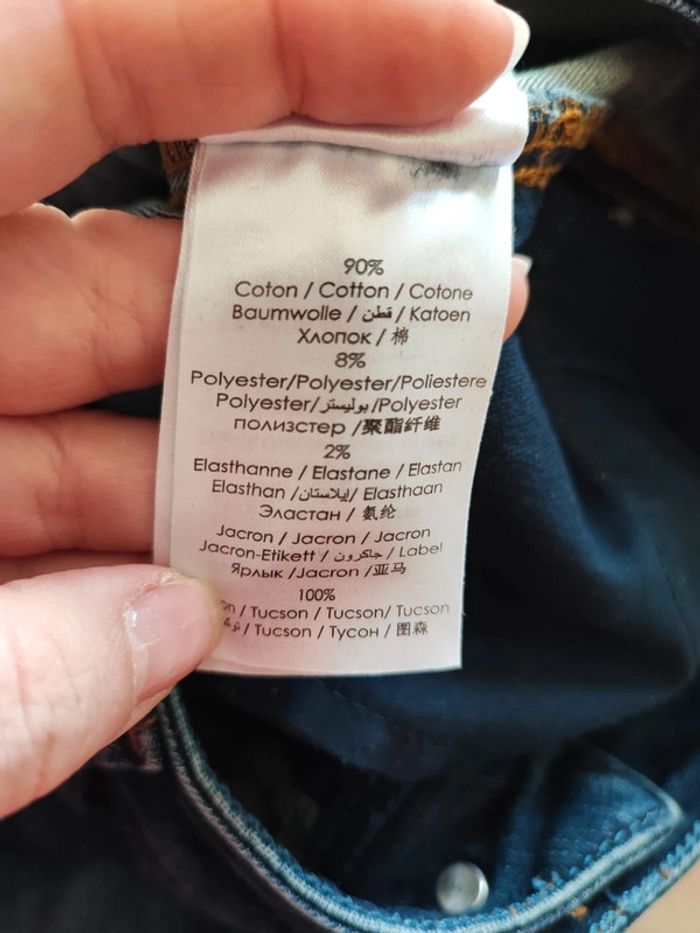 90%
Coton / Cotton / Cotone
Baumwolle / قطن / Katoen
Хлопок / 棉
8%
Polyester/Polyester/Poliestere
Polyester/بوليستر/Polyester
полизстер /聚酯纤维
2%
Elasthanne / Elastane / Elastan
Elasthan /إيلاستان/ Elasthaan
Эластан / 氨纶
Jacron / Jacron / Jacron
Jacron-Etikett / جاكرون / Label
Ярлык /Jacron /亚马
100%
/ Tucson / Tucson/ Tucson
/ Tucson / Тусон / 图森